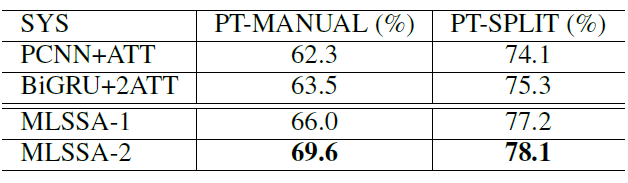 SYS PT-MANUAL (%) PT-SPLIT (%)
PCNN+ATT 62.3 74.1
BiGRU+2ATT 63.5 75.3
MLSSA-1 66.0 77.2
MLSSA-2 69.6 78.1